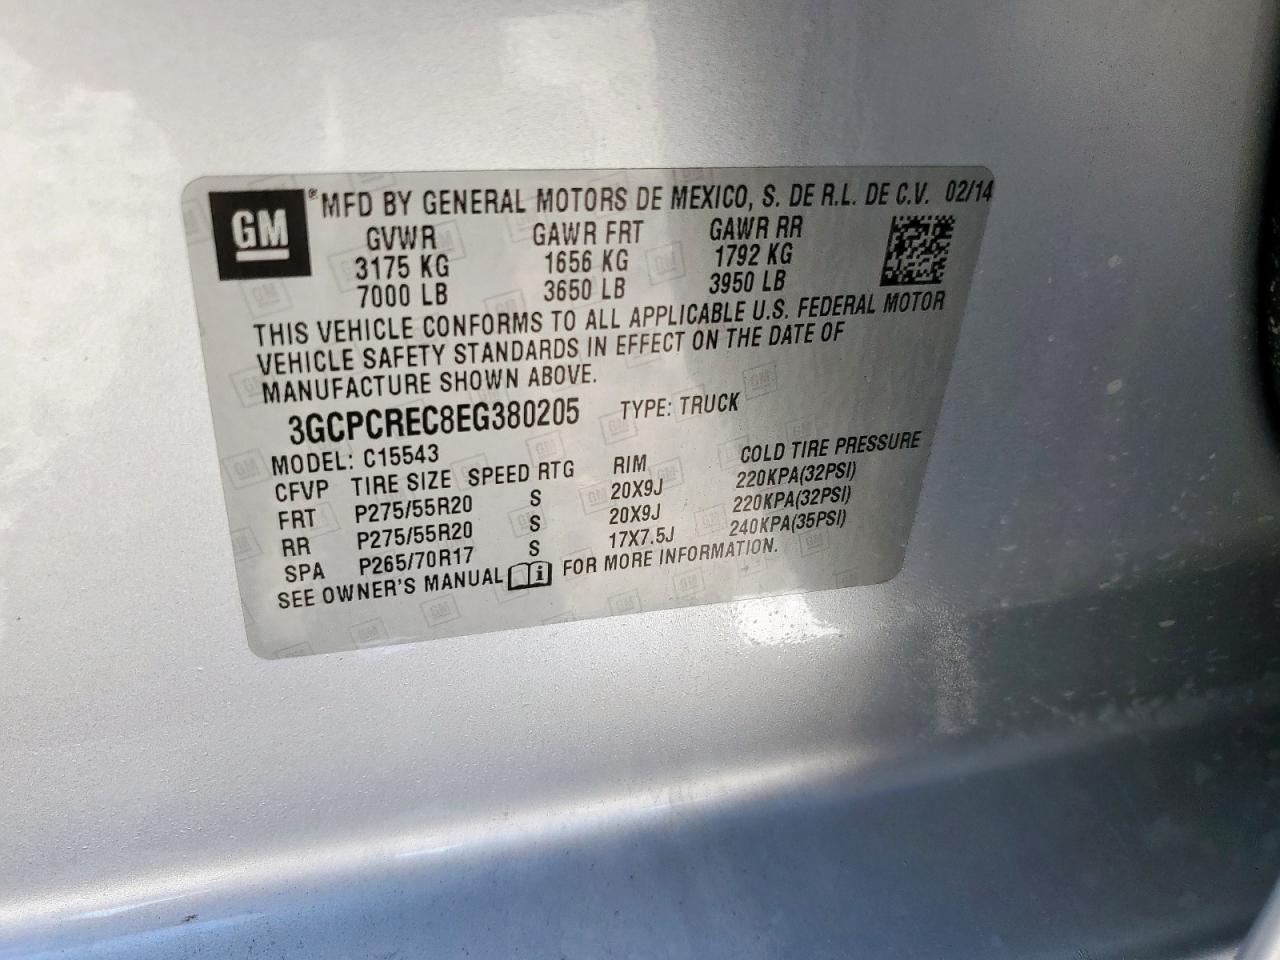 GM ® MFD BY GENERAL MOTORS DE MEXICO, S. DE R.L. DE C.V. 02/14
GVWR GAWR FRT GAWR RR
3175 KG 1656 KG 1792 KG
7000 LB 3650 LB 3950 LB
THIS VEHICLE CONFORMS TO ALL APPLICABLE U.S. FEDERAL MOTOR
VEHICLE SAFETY STANDARDS IN EFFECT ON THE DATE OF
MANUFACTURE SHOWN ABOVE.
3GCPCREC8EG380205 TYPE: TRUCK
MODEL: C15543
CFVP TIRE SIZE SPEED RTG RIM COLD TIRE PRESSURE
FRT P275/55R20 S 20X9J 220KPA(32PSI)
RR P275/55R20 S 20X9J 220KPA(32PSI)
SPA P265/70R17 S 17X7.5J 240KPA(35PSI)
SEE OWNER'S MANUAL i FOR MORE INFORMATION.